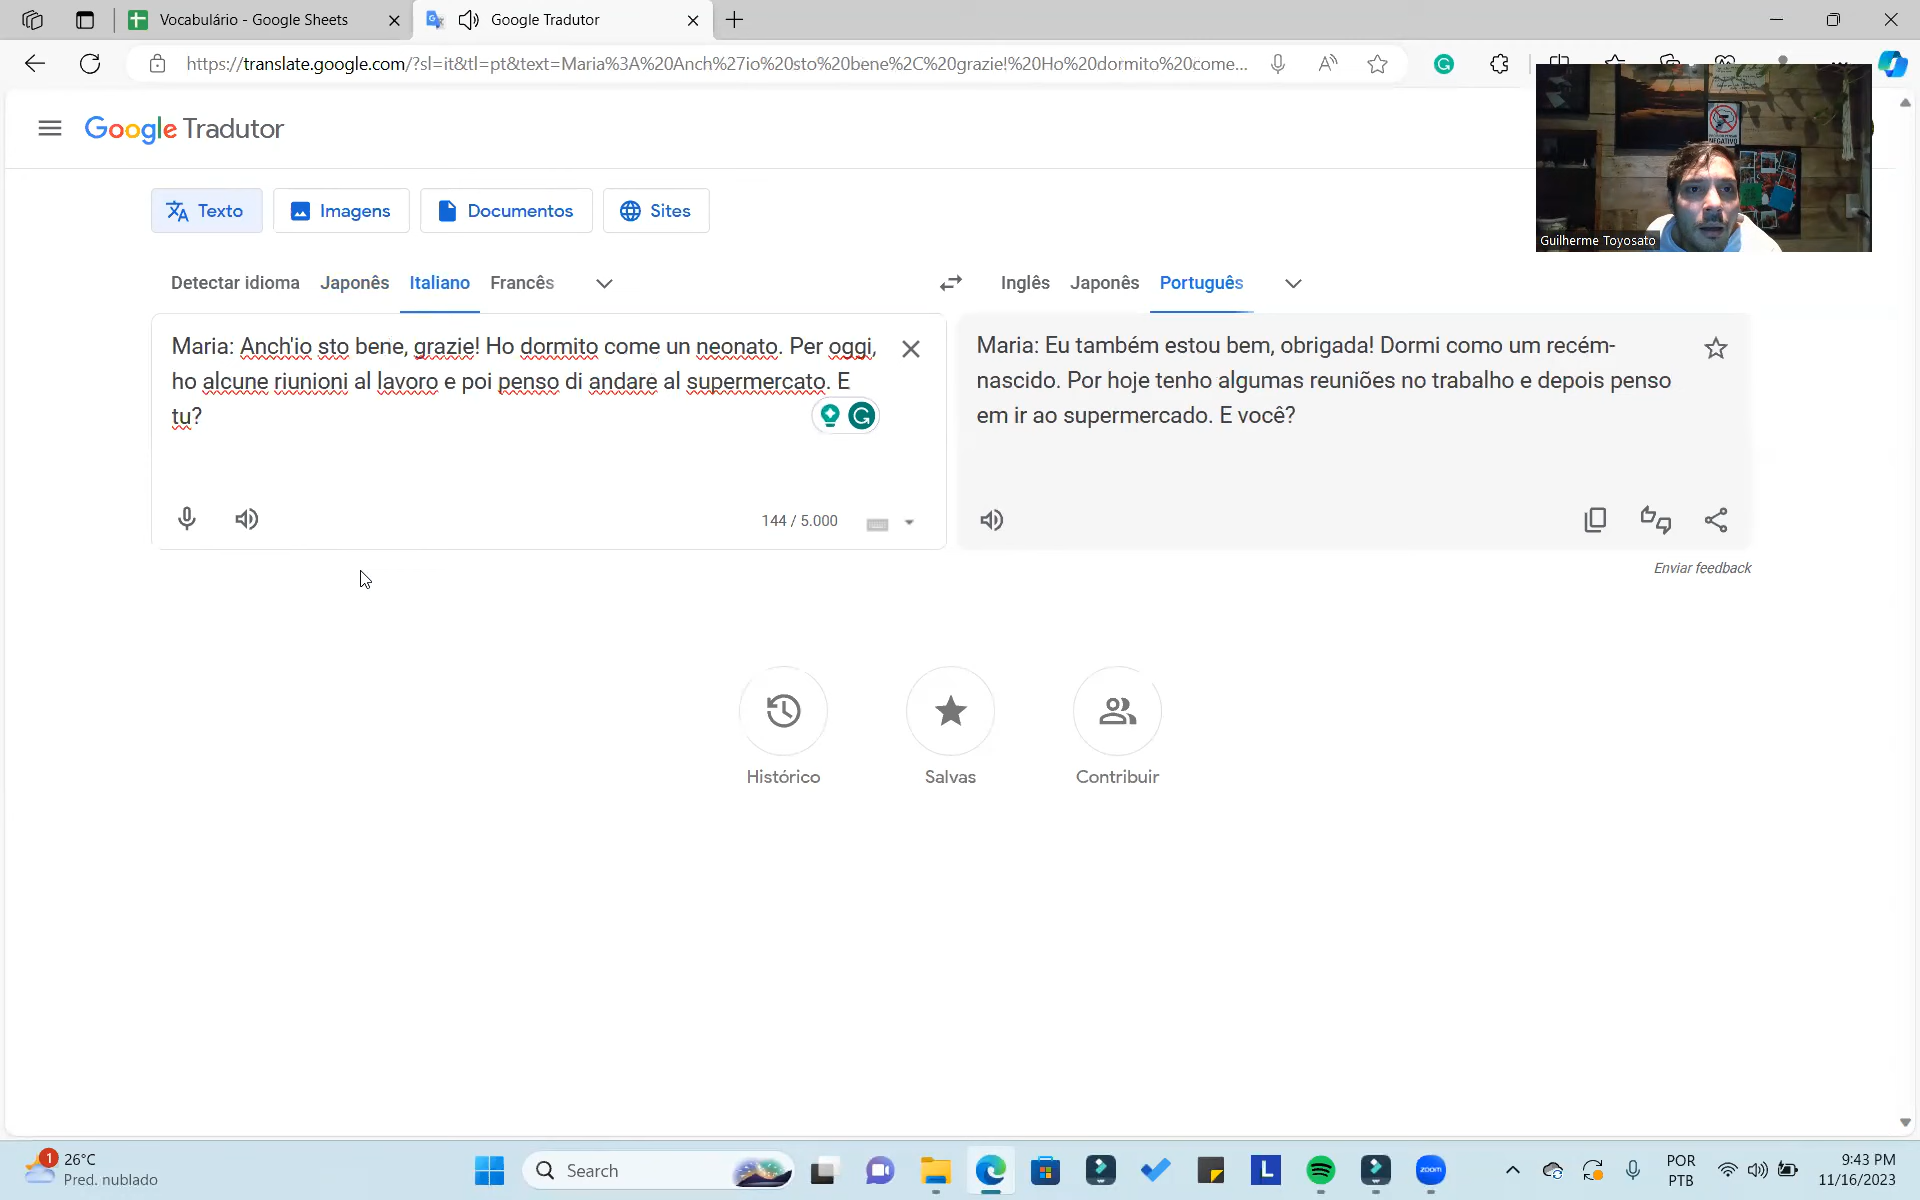 Vocabulário - Google Sheets
Google Tradutor
https://translate.google.com/?sl=it&tl=pt&text=Maria%3A%20Anch%27io%20sto%20bene%2C%20grazie!%20Ho%20dormito%20come...
Google Tradutor
Guilherme Toyosato
Texto
Imagens
Documentos
Sites
Detectar idioma Japonês Italiano Francês
Inglês Japonês Português
Maria: Anch'io sto bene, grazie! Ho dormito come un neonato. Per oggi,
ho alcune riunioni al lavoro e poi penso di andare al supermercato. E
tu?
144 / 5.000
Maria: Eu também estou bem, obrigada! Dormi como um recém-
nascido. Por hoje tenho algumas reuniões no trabalho e depois penso
em ir ao supermercado. E você?
Enviar feedback
Histórico
Salvas
Contribuir
1
26°C
Pred. nublado
Search
L
zoom
POR
PTB
9:43 PM
11/16/2023